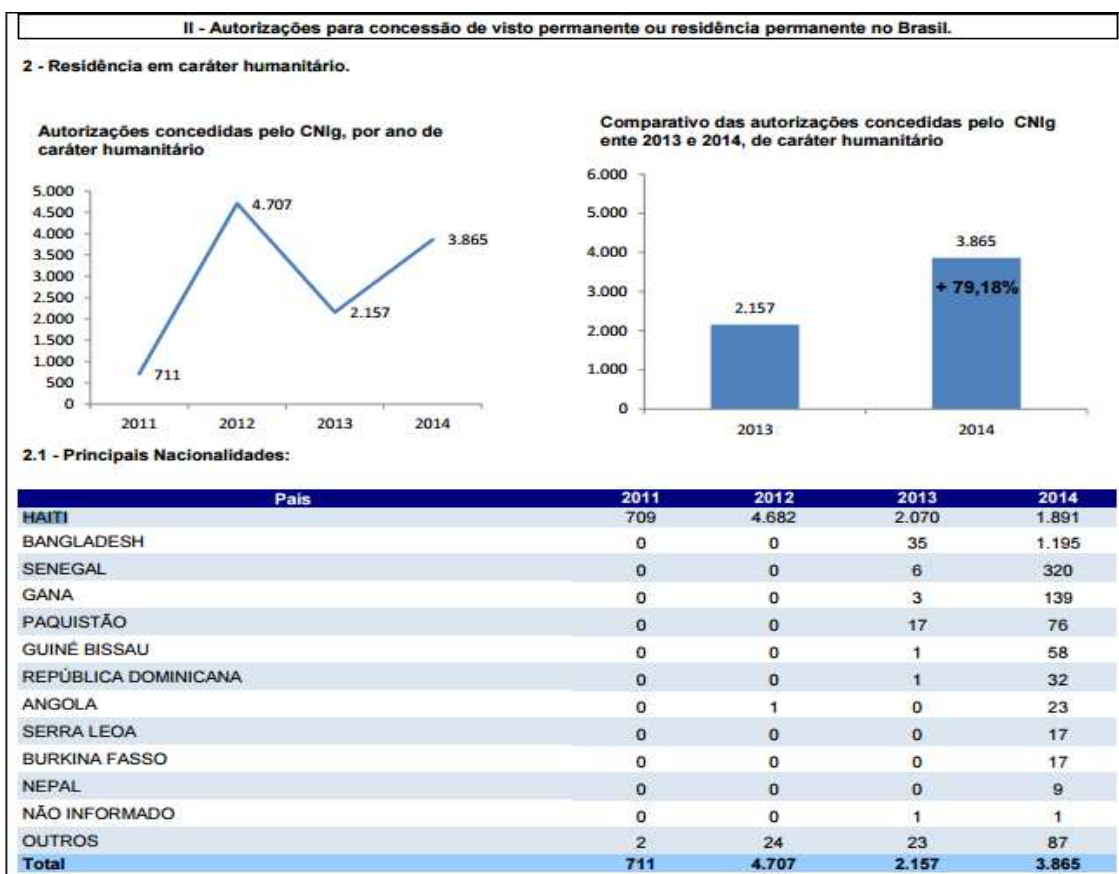 II - Autorizações para concessão de visto permanente ou residência permanente no Brasil.
2 - Residência em caráter humanitário.
Autorizações concedidas pelo CNIg, por ano de
caráter humanitário
5.000
4.500
4.000
3.500
3.000
2.500
2.000
1.500
1.000
500
0
711
4.707
2.157
3.865
2011 2012 2013 2014
Comparativo das autorizações concedidas pelo CNIg
ente 2013 e 2014, de caráter humanitário
6.000
5.000
4.000
3.000
2.000
1.000
0
2.157
3.865
+ 79,18%
2013 2014
2.1 - Principais Nacionalidades:
País 2011 2012 2013 2014
HAITI 709 4.682 2.070 1.891
BANGLADESH 0 0 35 1.195
SENEGAL 0 0 6 320
GANA 0 0 3 139
PAQUISTÃO 0 0 17 76
GUINÉ BISSAU 0 0 1 58
REPÚBLICA DOMINICANA 0 0 1 32
ANGOLA 0 1 0 23
SERRA LEOA 0 0 0 17
BURKINA FASSO 0 0 0 17
NEPAL 0 0 0 9
NÃO INFORMADO 0 0 1 1
OUTROS 2 24 23 87
Total 711 4.707 2.157 3.865